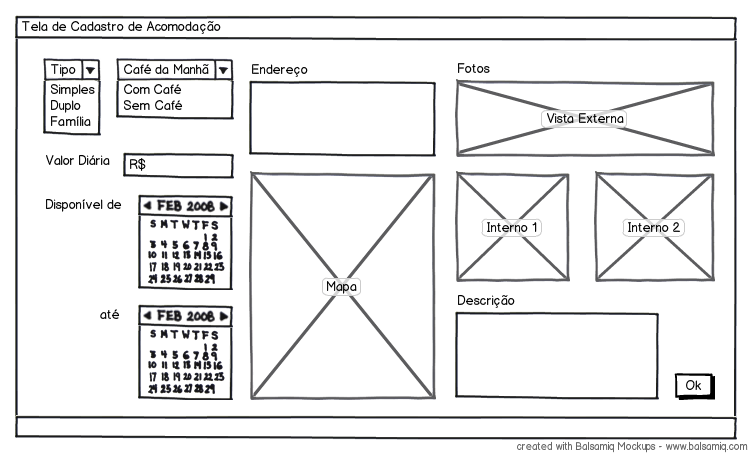 Tela de Cadastro de Acomodação
Tipo
Simples
Duplo
Família
Café da Manhã
Com Café
Sem Café
Valor Diária
R$
Disponível de
FEB 2008
S M T W T F S
1 2
3 4 5 6 7 8 9
10 11 12 13 14 15 16
17 18 19 20 21 22 23
24 25 26 27 28 29
até
FEB 2008
S M T W T F S
1 2
3 4 5 6 7 8 9
10 11 12 13 14 15 16
17 18 19 20 21 22 23
24 25 26 27 28 29
Endereço
Mapa
Fotos
Vista Externa
Interno 1
Interno 2
Descrição
Ok
created with Balsamiq Mockups - www.balsamiq.com